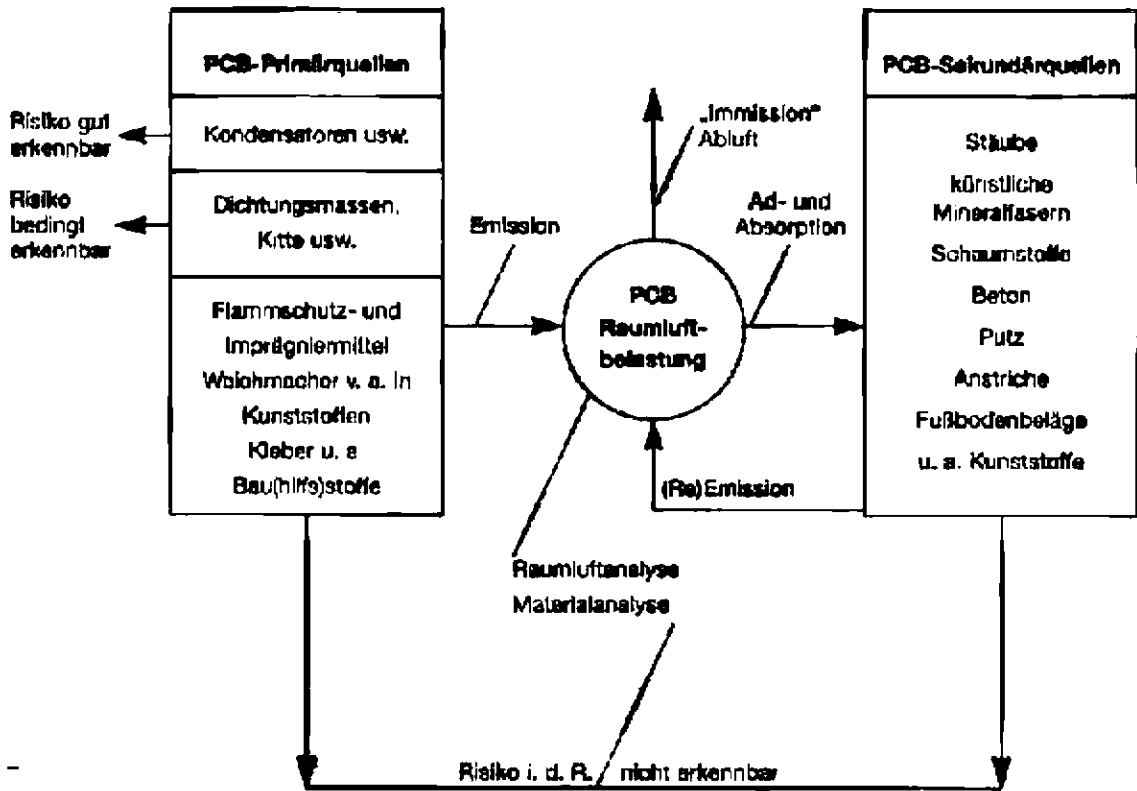 PCB-Primärquellen
Risiko gut
erkennbar
Kondensatoren usw.
Risiko
bedingt
erkennbar
Dichtungsmassen,
Kitte usw.
Flammschutz- und
Imprägniermittel
Weichmacher v. a. in
Kunststoffen
Kleber u. a
Bau(hilfs)stoffe
Emission
„Immission“
Abluft
PCB
Raumluft-
belastung
Ad- und
Absorption
(Re)Emission
PCB-Sekundärquellen
Stäube
künstliche
Mineralfasern
Schaumstoffe
Beton
Putz
Anstriche
Fußbodenbeläge
u. a. Kunststoffe
Raumluftanalyse
Materialanalyse
Risiko i. d. R. nicht erkennbar